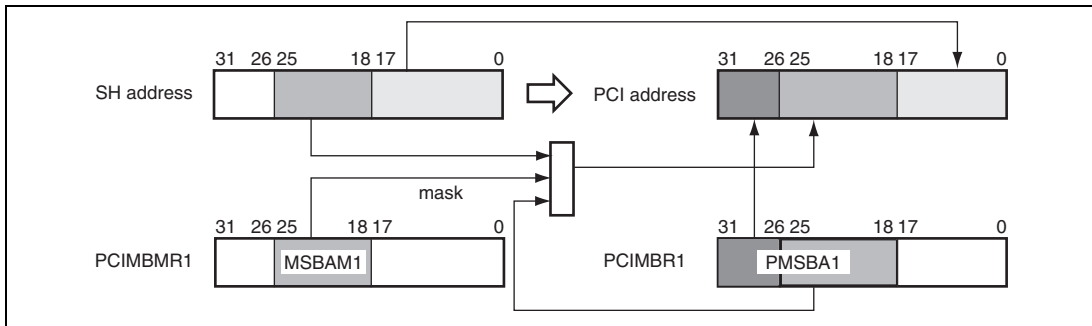 31 26 25 18 17 0 31 26 25 18 17 0
SH address PCI address
mask
31 26 25 18 17 0 31 26 25 18 17 0
PCIMBMR1 MSBAM1 PCIMBR1 PMSBA1